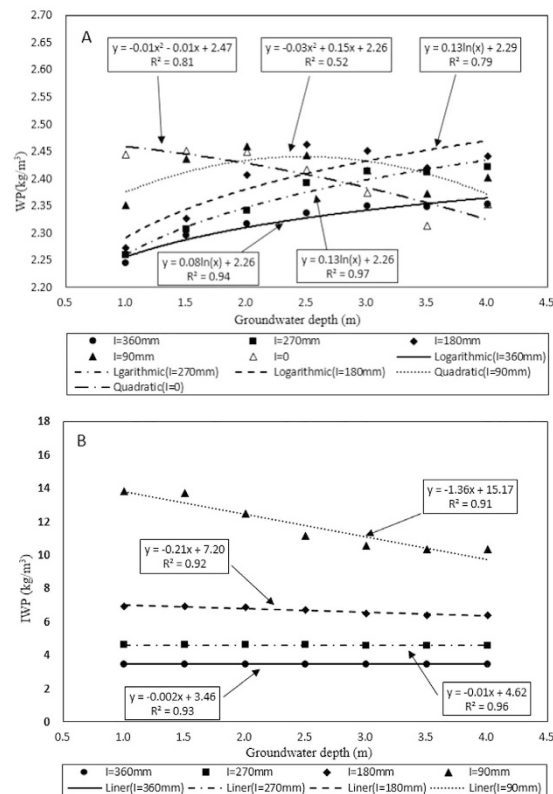 A
y = -0.01x² - 0.01x + 2.47
R² = 0.81
y = -0.03x² + 0.15x + 2.26
R² = 0.52
y = 0.13ln(x) + 2.29
R² = 0.79
2.70
2.65
2.60
2.55
2.50
2.45
2.40
2.35
2.30
2.25
2.20
WP(kg/m³)
y = 0.08ln(x) + 2.26
R² = 0.94
y = 0.13ln(x) + 2.26
R² = 0.97
1.0 1.5 2.0 2.5 3.0 3.5 4.0 4.5
Groundwater depth (m)
I=360mm I=270mm I=180mm
I=90mm I=0 Logarithmic(I=360mm)
Lgarithmic(I=270mm) Logarithmic(I=180mm) Quadratic(I=90mm)
Quadratic(I=0)
B
18
16
14
12
10
8
6
4
2
0
IWP (kg/m³)
y = -1.36x + 15.17
R² = 0.91
y = -0.21x + 7.20
R² = 0.92
y = -0.002x + 3.46
R² = 0.93
y = -0.01x + 4.62
R² = 0.96
1.0 1.5 2.0 2.5 3.0 3.5 4.0 4.5
Groundwater depth (m)
I=360mm I=270mm I=180mm I=90mm
Liner(I=360mm) Liner(I=270mm) Liner(I=180mm) Liner(I=90mm)